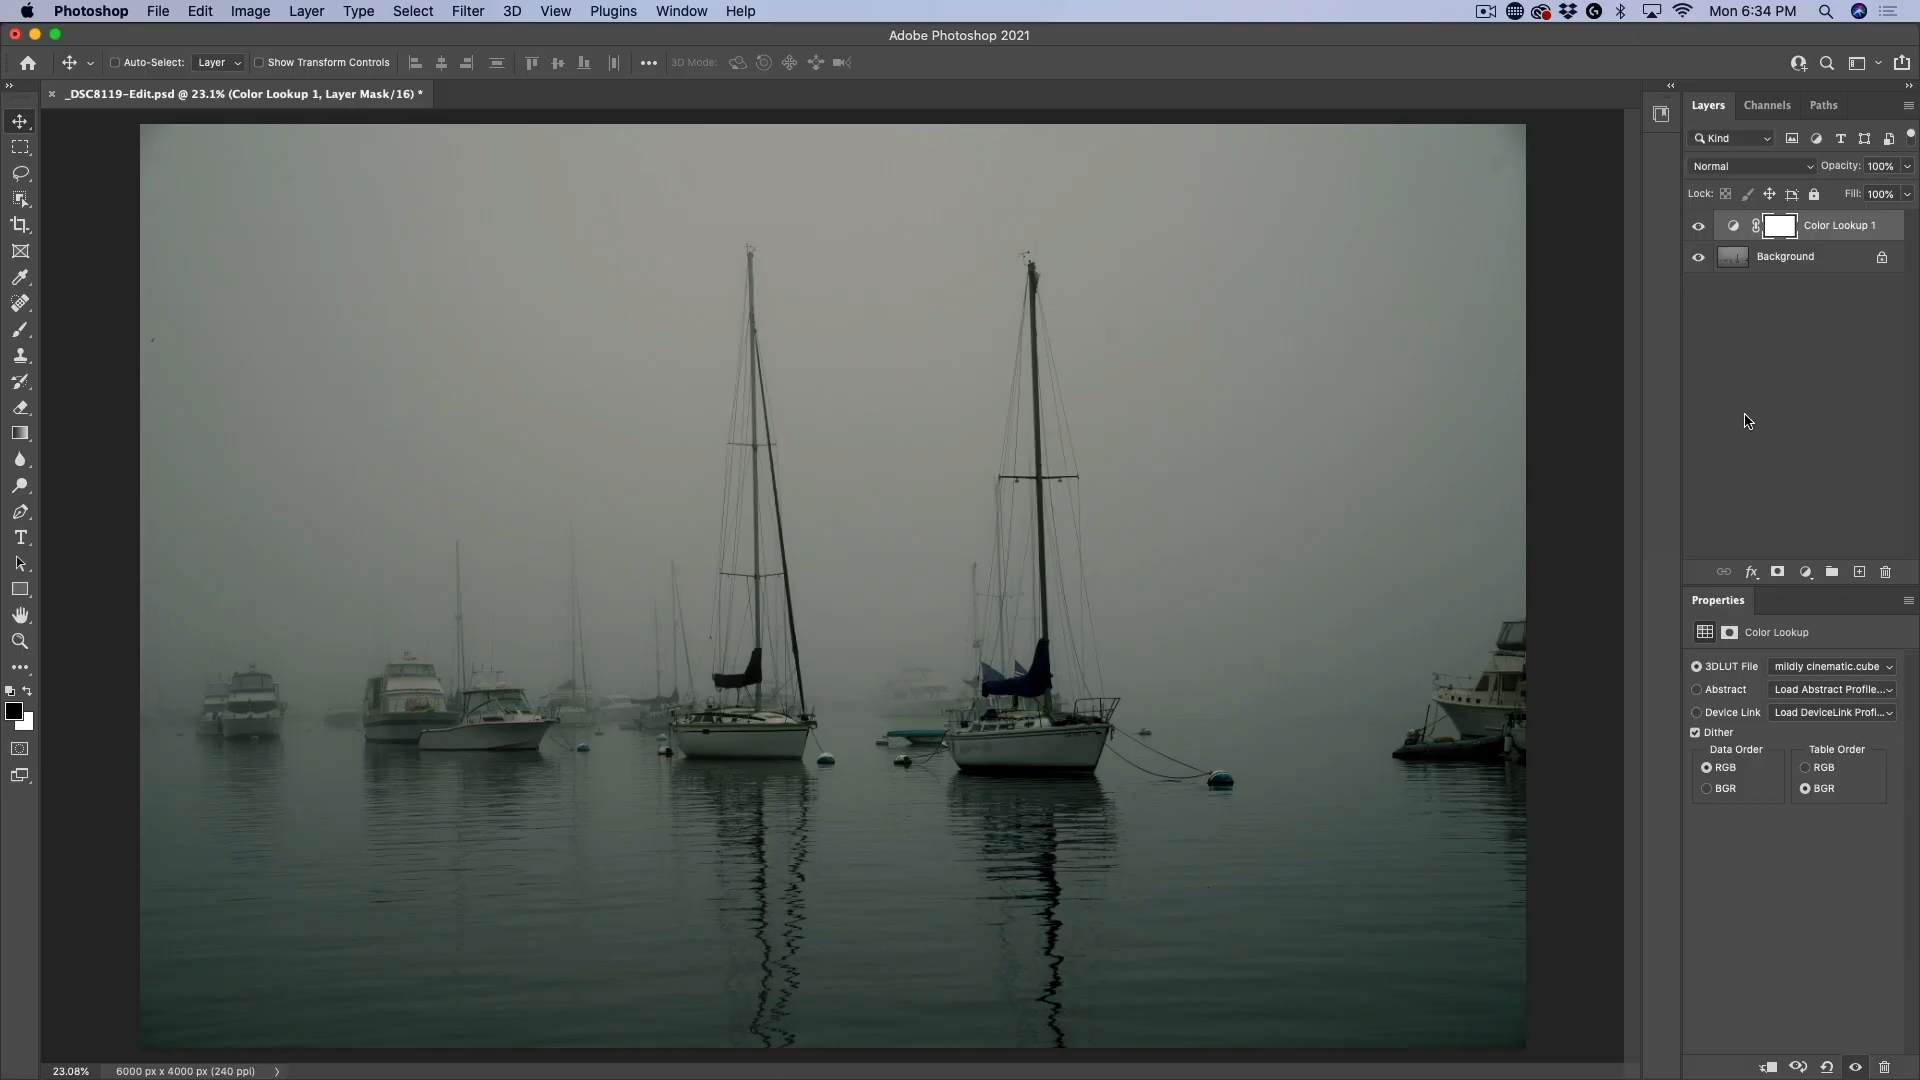 Photoshop File Edit Image Layer Type Select Filter 3D View Plugins Window Help Mon 6:34 PM
Adobe Photoshop 2021
Auto-Select: Layer Show Transform Controls 3D Mode:
_DSC8119-Edit.psd @ 23.1% (Color Lookup 1, Layer Mask/16) *
Layers Channels Paths
Kind
Normal Opacity: 100%
Lock: Fill: 100%
Color Lookup 1
Background
fx
Properties
Color Lookup
3DLUT File mildly cinematic.cube
Abstract Load Abstract Profile...
Device Link Load DeviceLink Profi...
Dither
Data Order Table Order
RGB RGB
BGR BGR
23.08% 6000 px x 4000 px (240 ppi)